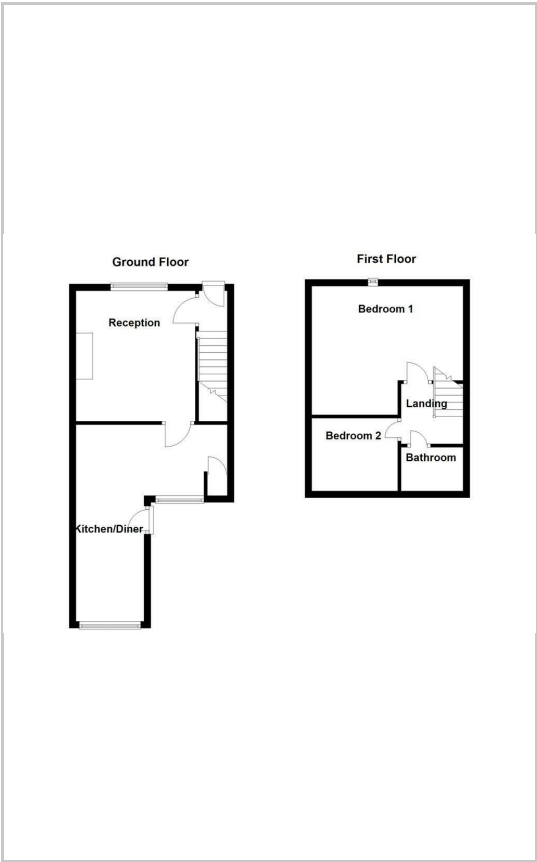 Ground Floor
Reception
Kitchen/Diner
First Floor
Bedroom 1
Landing
Bedroom 2
Bathroom